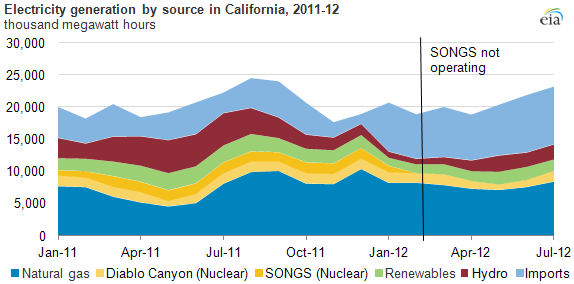 Electricity generation by source in California, 2011-12
thousand megawatt hours
eia
30,000
25,000
20,000
15,000
10,000
5,000
0
SONGS not
operating
Jan-11 Apr-11 Jul-11 Oct-11 Jan-12 Apr-12 Jul-12
Natural gas Diablo Canyon (Nuclear) SONGS (Nuclear) Renewables Hydro Imports